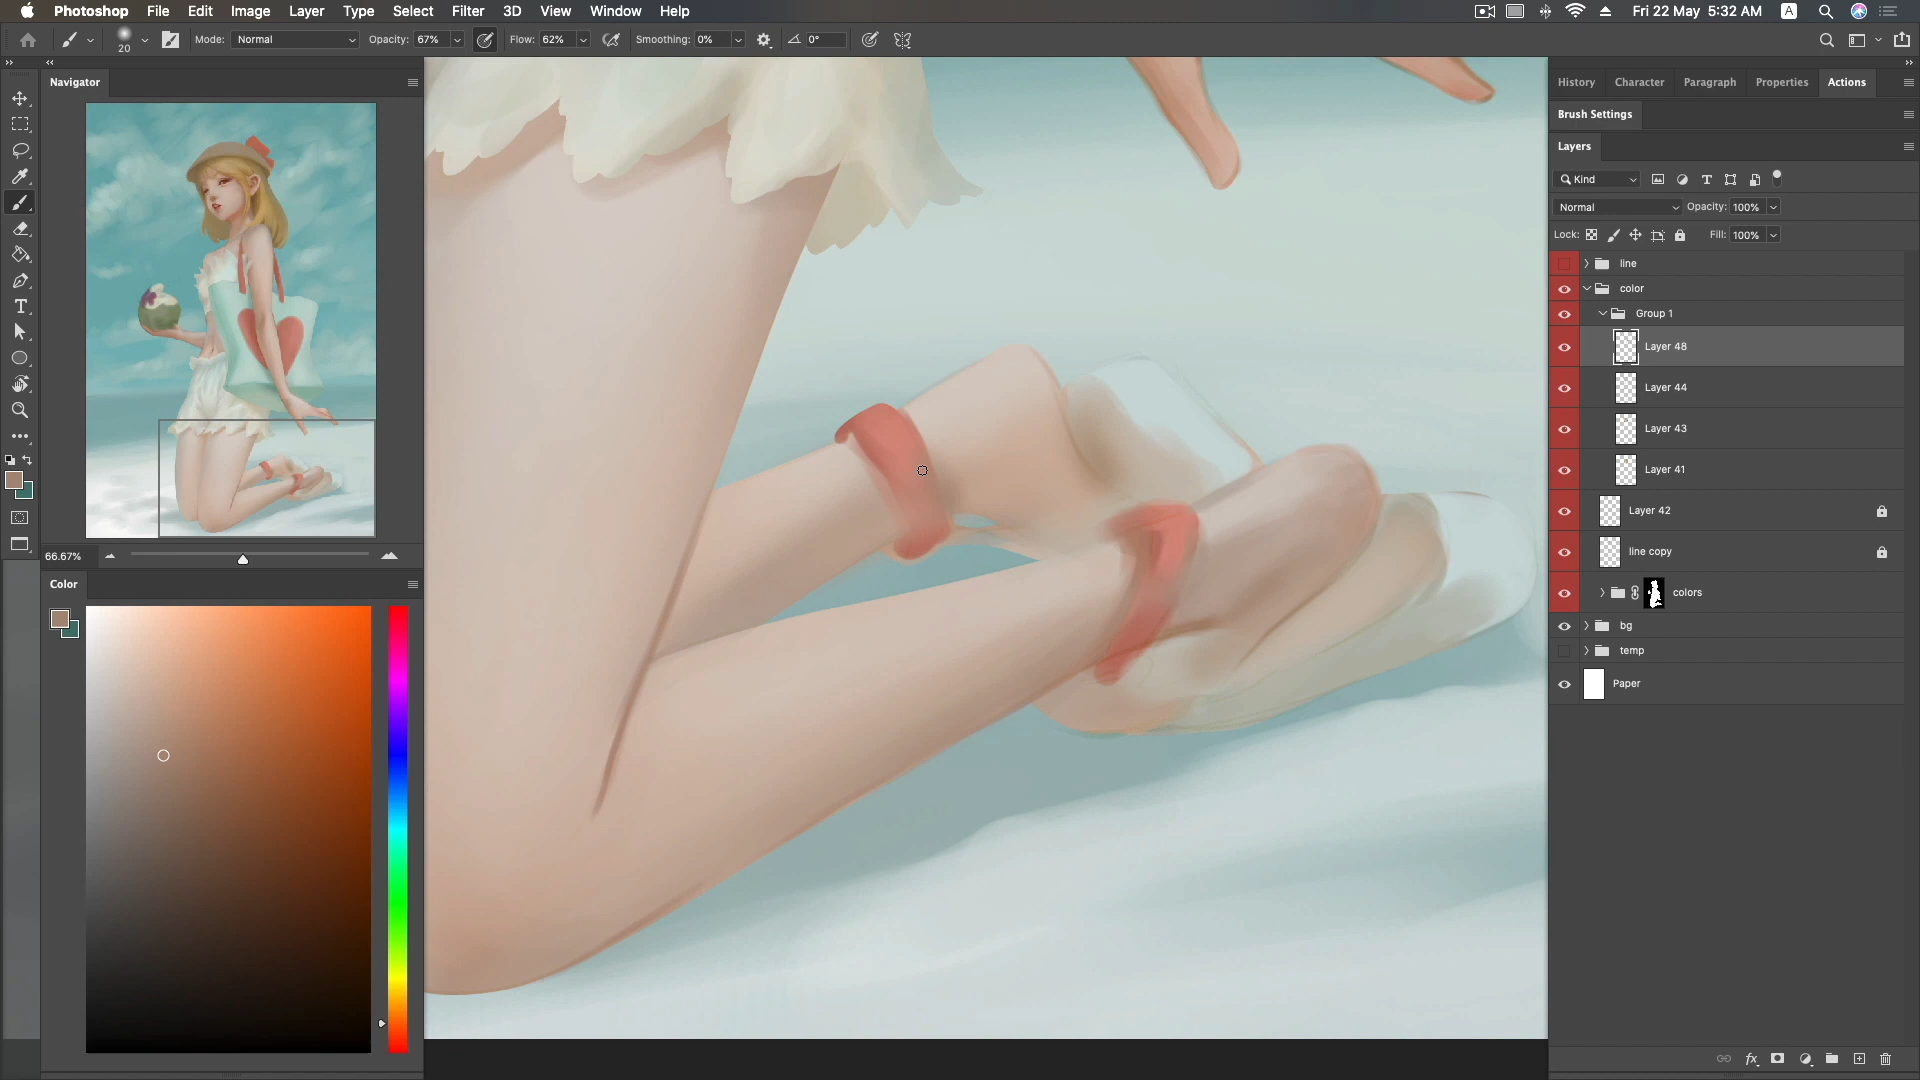 Photoshop File Edit Image Layer Type Select Filter 3D View Window Help Fri 22 May 5:32 AM A
20 Mode: Normal Opacity: 67% Flow: 62% Smoothing: 0% 0°
Navigator
66.67%
Color
History Character Paragraph Properties Actions
Brush Settings
Layers
Kind
Normal Opacity: 100%
Lock: Fill: 100%
line
color
Group 1
Layer 48
Layer 44
Layer 43
Layer 41
Layer 42
line copy
colors
bg
temp
Paper